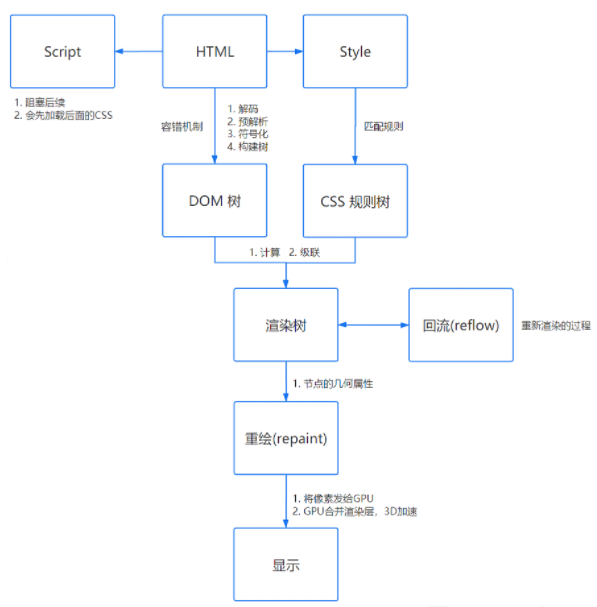 Script
HTML
Style
1. 阻塞后续
2. 会先加载后面的CSS
容错机制
1. 解码
2. 预解析
3. 符号化
4. 构建树
匹配规则
DOM 树
CSS 规则树
1. 计算 2. 级联
渲染树
回流(reflow)
重新渲染的过程
1. 节点的几何属性
重绘(repaint)
1. 将像素发给GPU
2. GPU合并渲染层，3D加速
显示